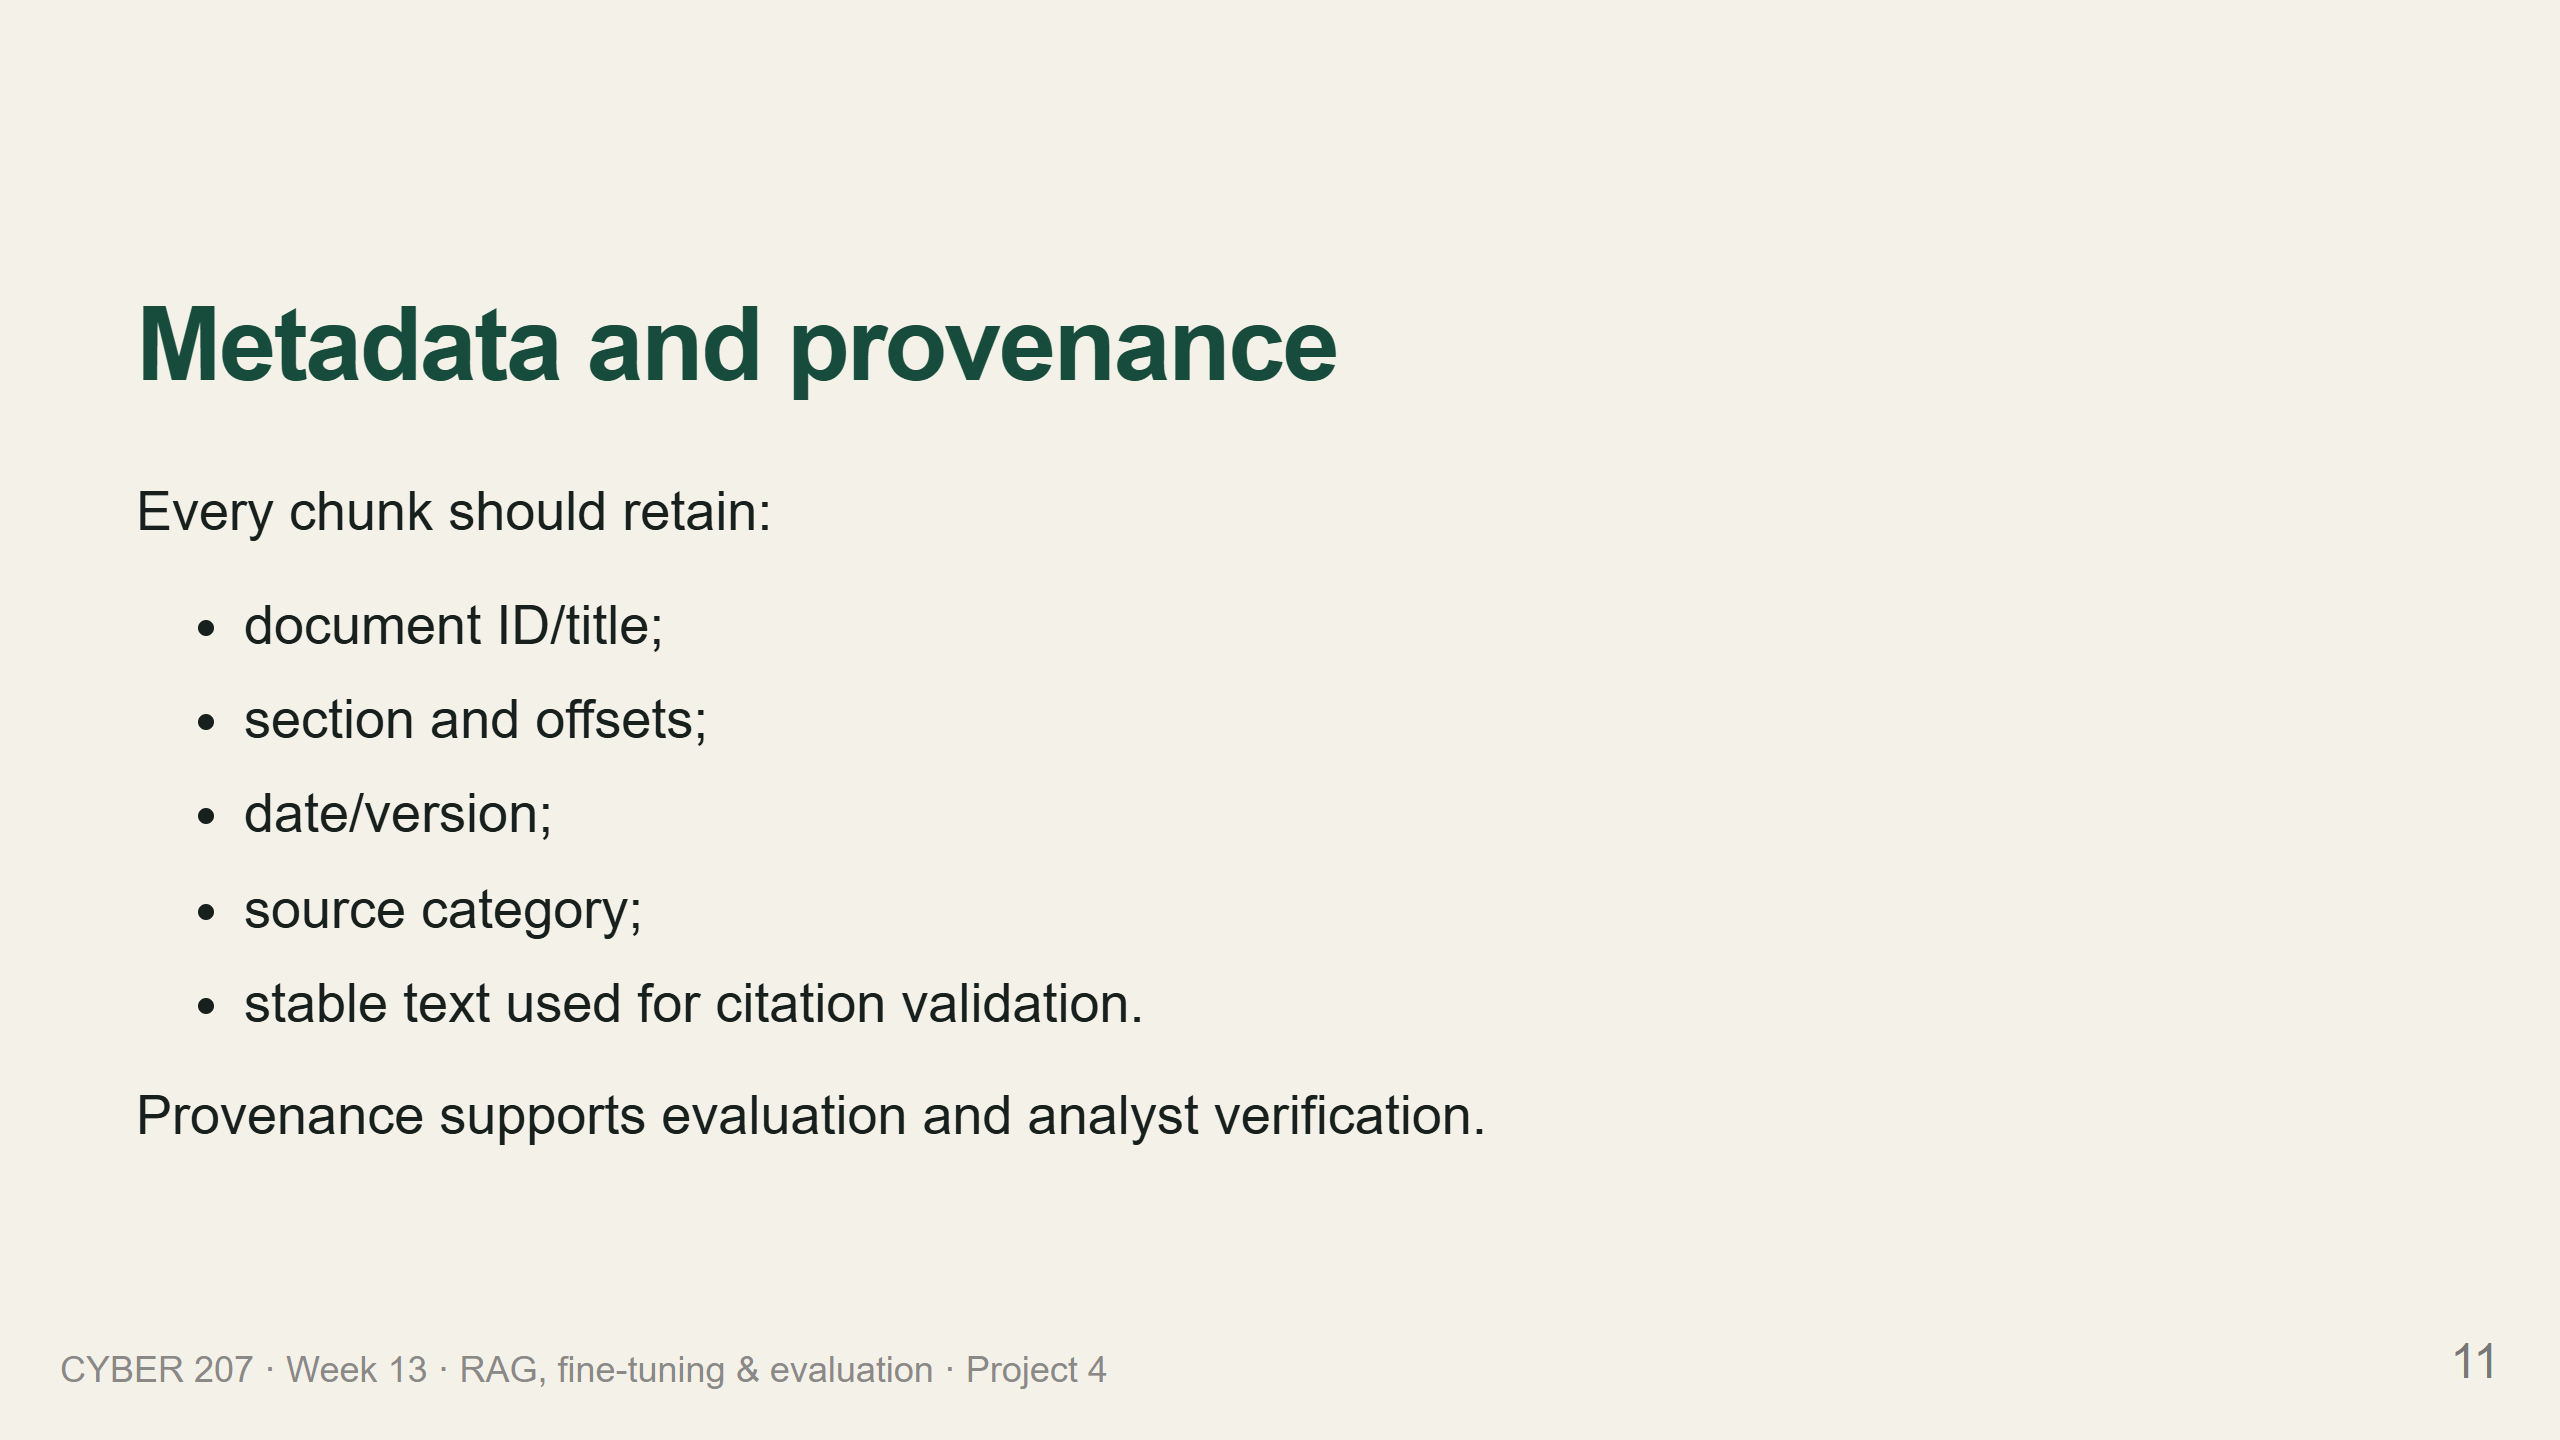 Metadata and provenance
Every chunk should retain:
• document ID/title;
• section and offsets;
• date/version;
• source category;
• stable text used for citation validation.
Provenance supports evaluation and analyst verification.
CYBER 207 · Week 13 · RAG, fine-tuning & evaluation · Project 4
11